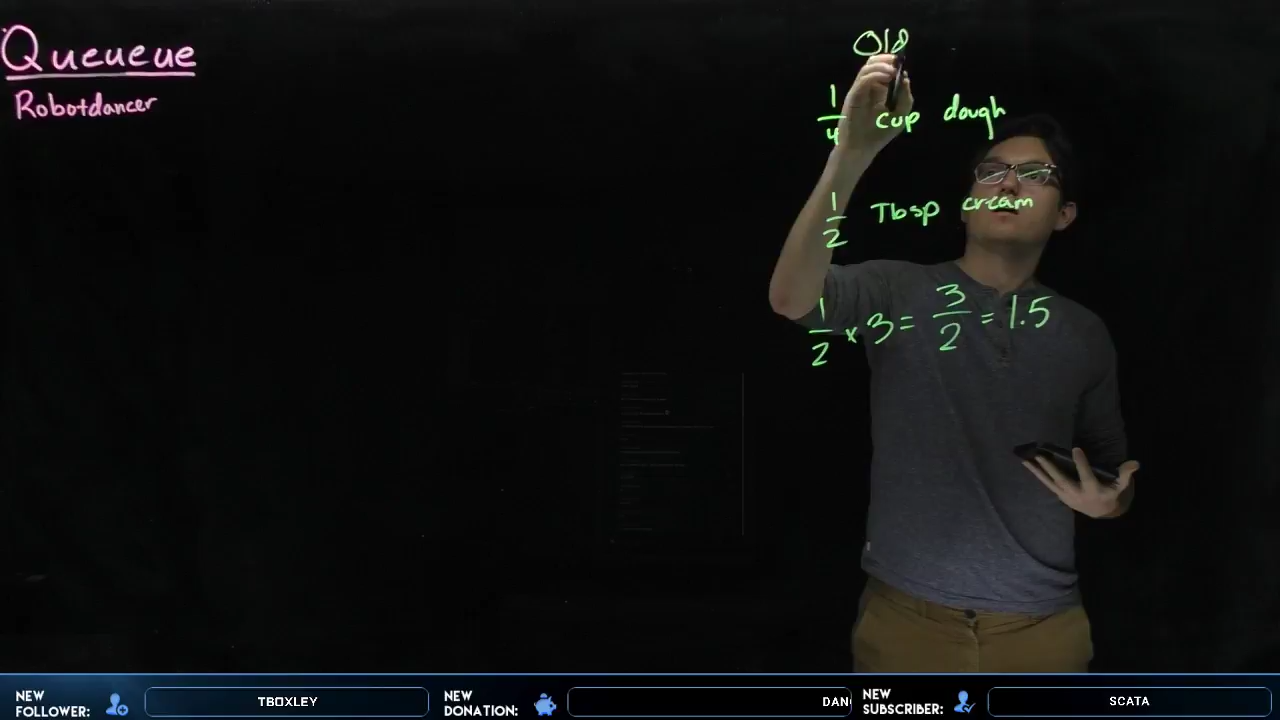 Queueue
Robotdancer
Old
1/4 cup dough
1/2 Tbsp cream
1/2 × 3 = 3/2 = 1.5
NEW FOLLOWER:
TBOXLEY
NEW DONATION:
DAN
NEW SUBSCRIBER:
SCATA